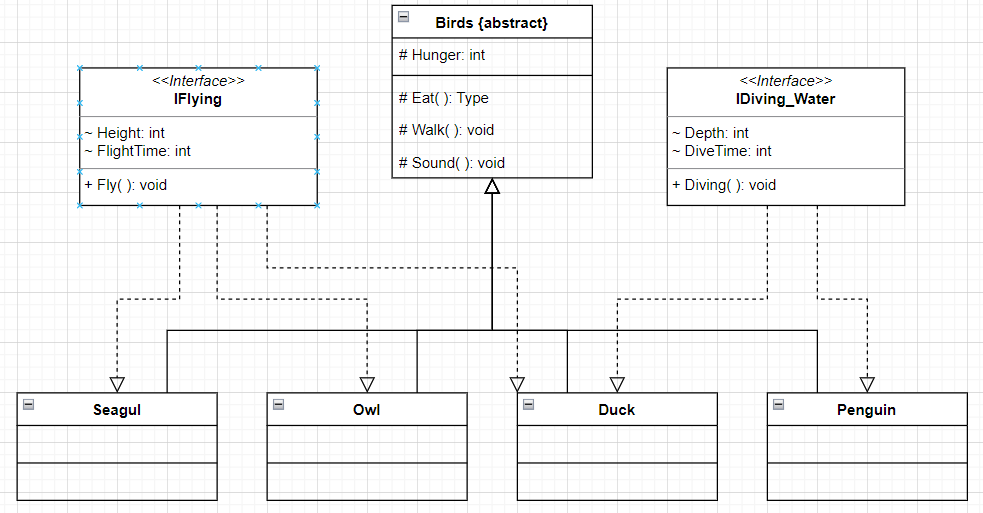 Birds {abstract}
# Hunger: int
# Eat( ): Type
# Walk( ): void
# Sound( ): void
<<Interface>>
IFlying
~ Height: int
~ FlightTime: int
+ Fly( ): void
<<Interface>>
IDiving_Water
~ Depth: int
~ DiveTime: int
+ Diving( ): void
Seagul
Owl
Duck
Penguin